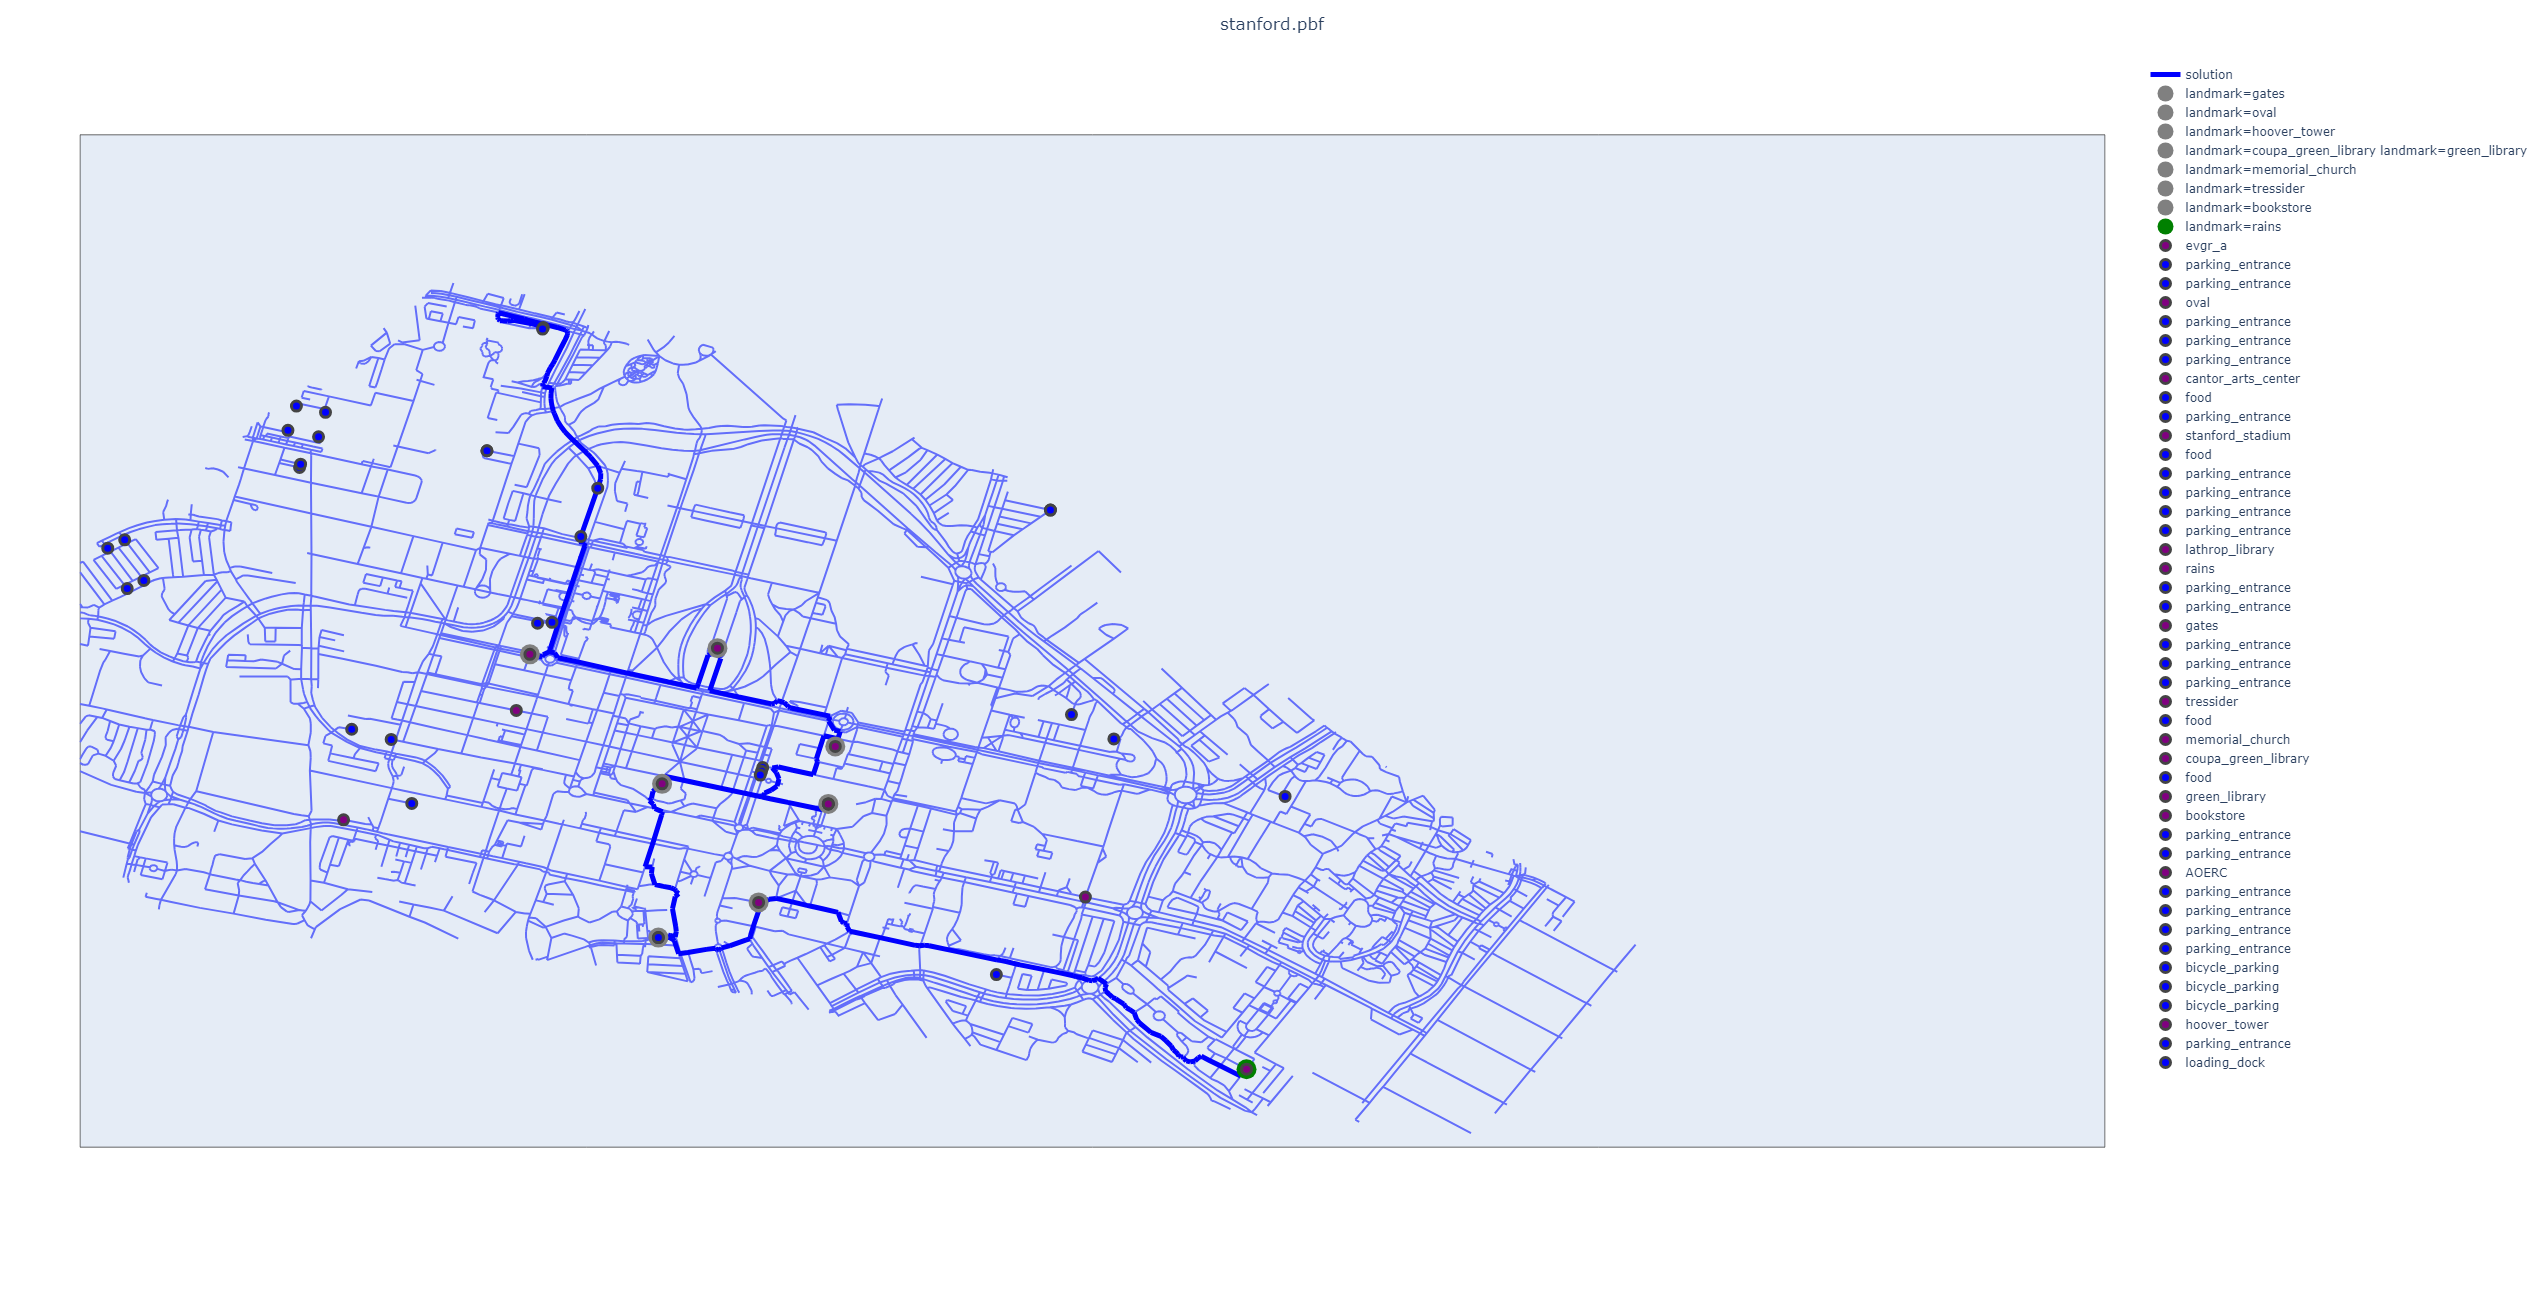 stanford.pbf
solution
landmark=gates
landmark=oval
landmark=hoover_tower
landmark=coupa_green_library landmark=green_library
landmark=memorial_church
landmark=tressider
landmark=bookstore
landmark=rains
evgr_a
parking_entrance
parking_entrance
oval
parking_entrance
parking_entrance
parking_entrance
cantor_arts_center
food
parking_entrance
stanford_stadium
food
parking_entrance
parking_entrance
parking_entrance
parking_entrance
lathrop_library
rains
parking_entrance
parking_entrance
gates
parking_entrance
parking_entrance
parking_entrance
tressider
food
memorial_church
coupa_green_library
food
green_library
bookstore
parking_entrance
parking_entrance
AOERC
parking_entrance
parking_entrance
parking_entrance
parking_entrance
bicycle_parking
bicycle_parking
bicycle_parking
hoover_tower
parking_entrance
loading_dock